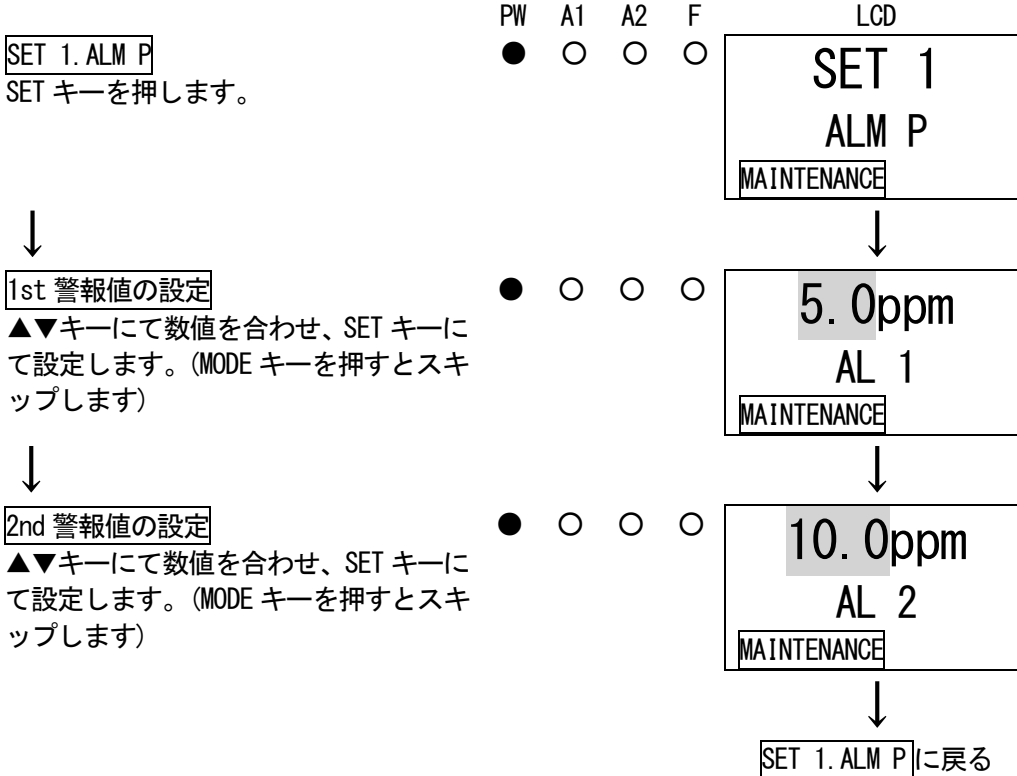 PW A1 A2 F LCD
SET 1.ALM P
● ○ ○ ○
SET キーを押します。
SET 1
ALM P
MAINTENANCE
↓ ↓
1st 警報値の設定
● ○ ○ ○
▲▼キーにて数値を合わせ、SET キーに
て設定します。(MODE キーを押すとスキ
ップします)
5.0ppm
AL 1
MAINTENANCE
↓ ↓
2nd 警報値の設定
● ○ ○ ○
▲▼キーにて数値を合わせ、SET キーに
て設定します。(MODE キーを押すとスキ
ップします)
10.0ppm
AL 2
MAINTENANCE
↓
SET 1.ALM P に戻る